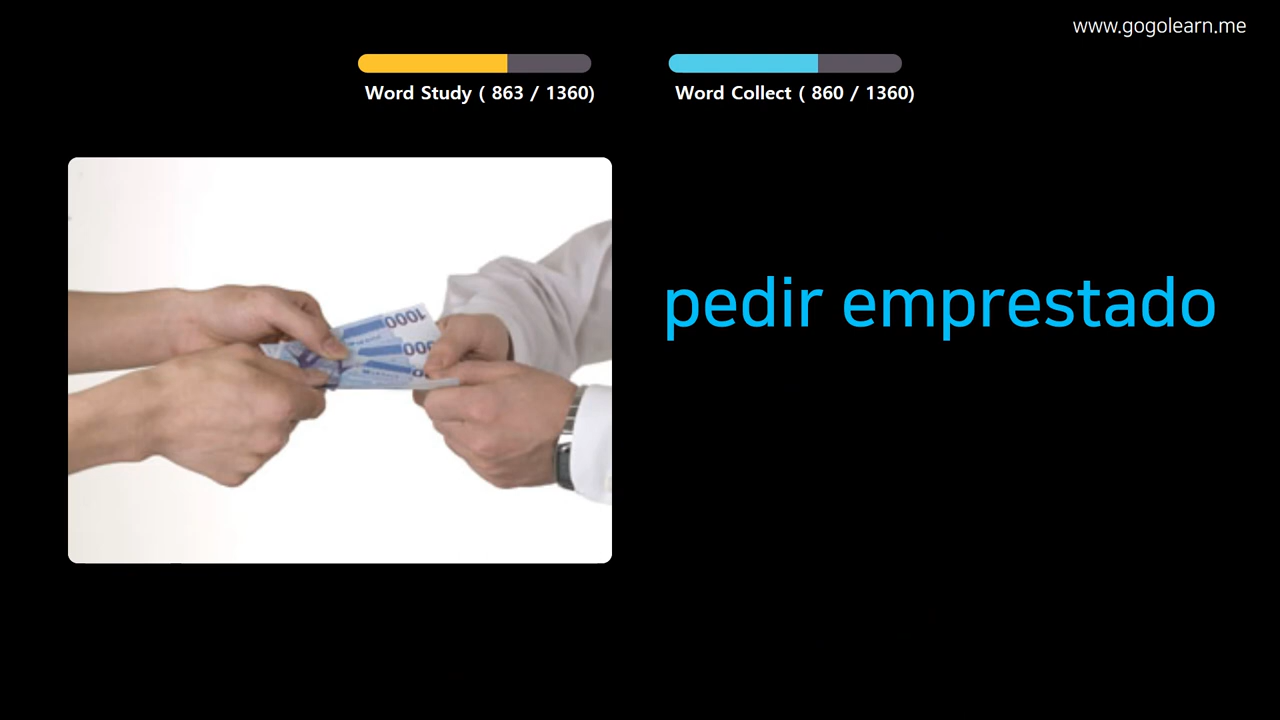 www.gogolearn.me
Word Study ( 863 / 1360)
Word Collect ( 860 / 1360)
pedir emprestado
1000